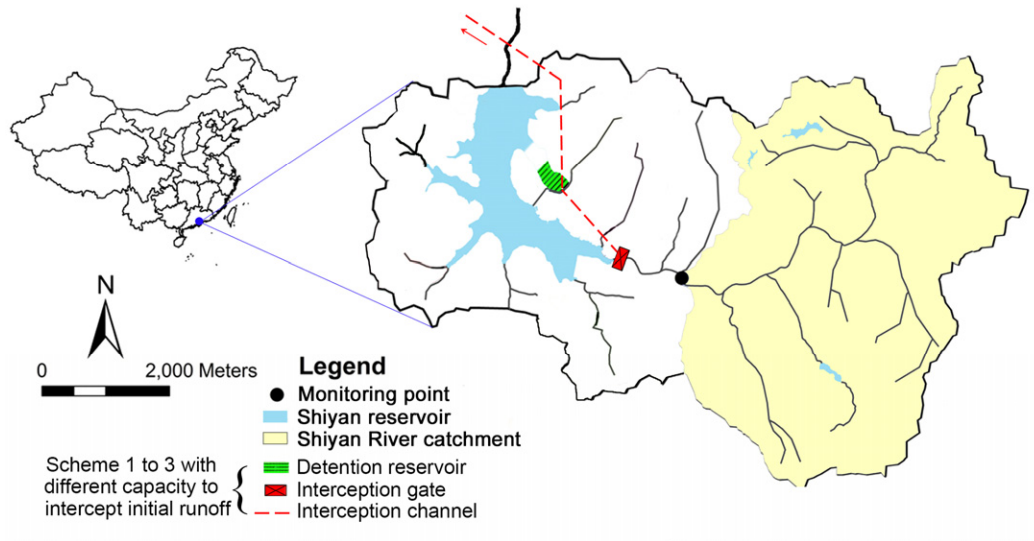 N
0 2,000 Meters
Legend
Monitoring point
Shiyan reservoir
Shiyan River catchment
Scheme 1 to 3 with
different capacity to
intercept initial runoff
Detention reservoir
Interception gate
Interception channel